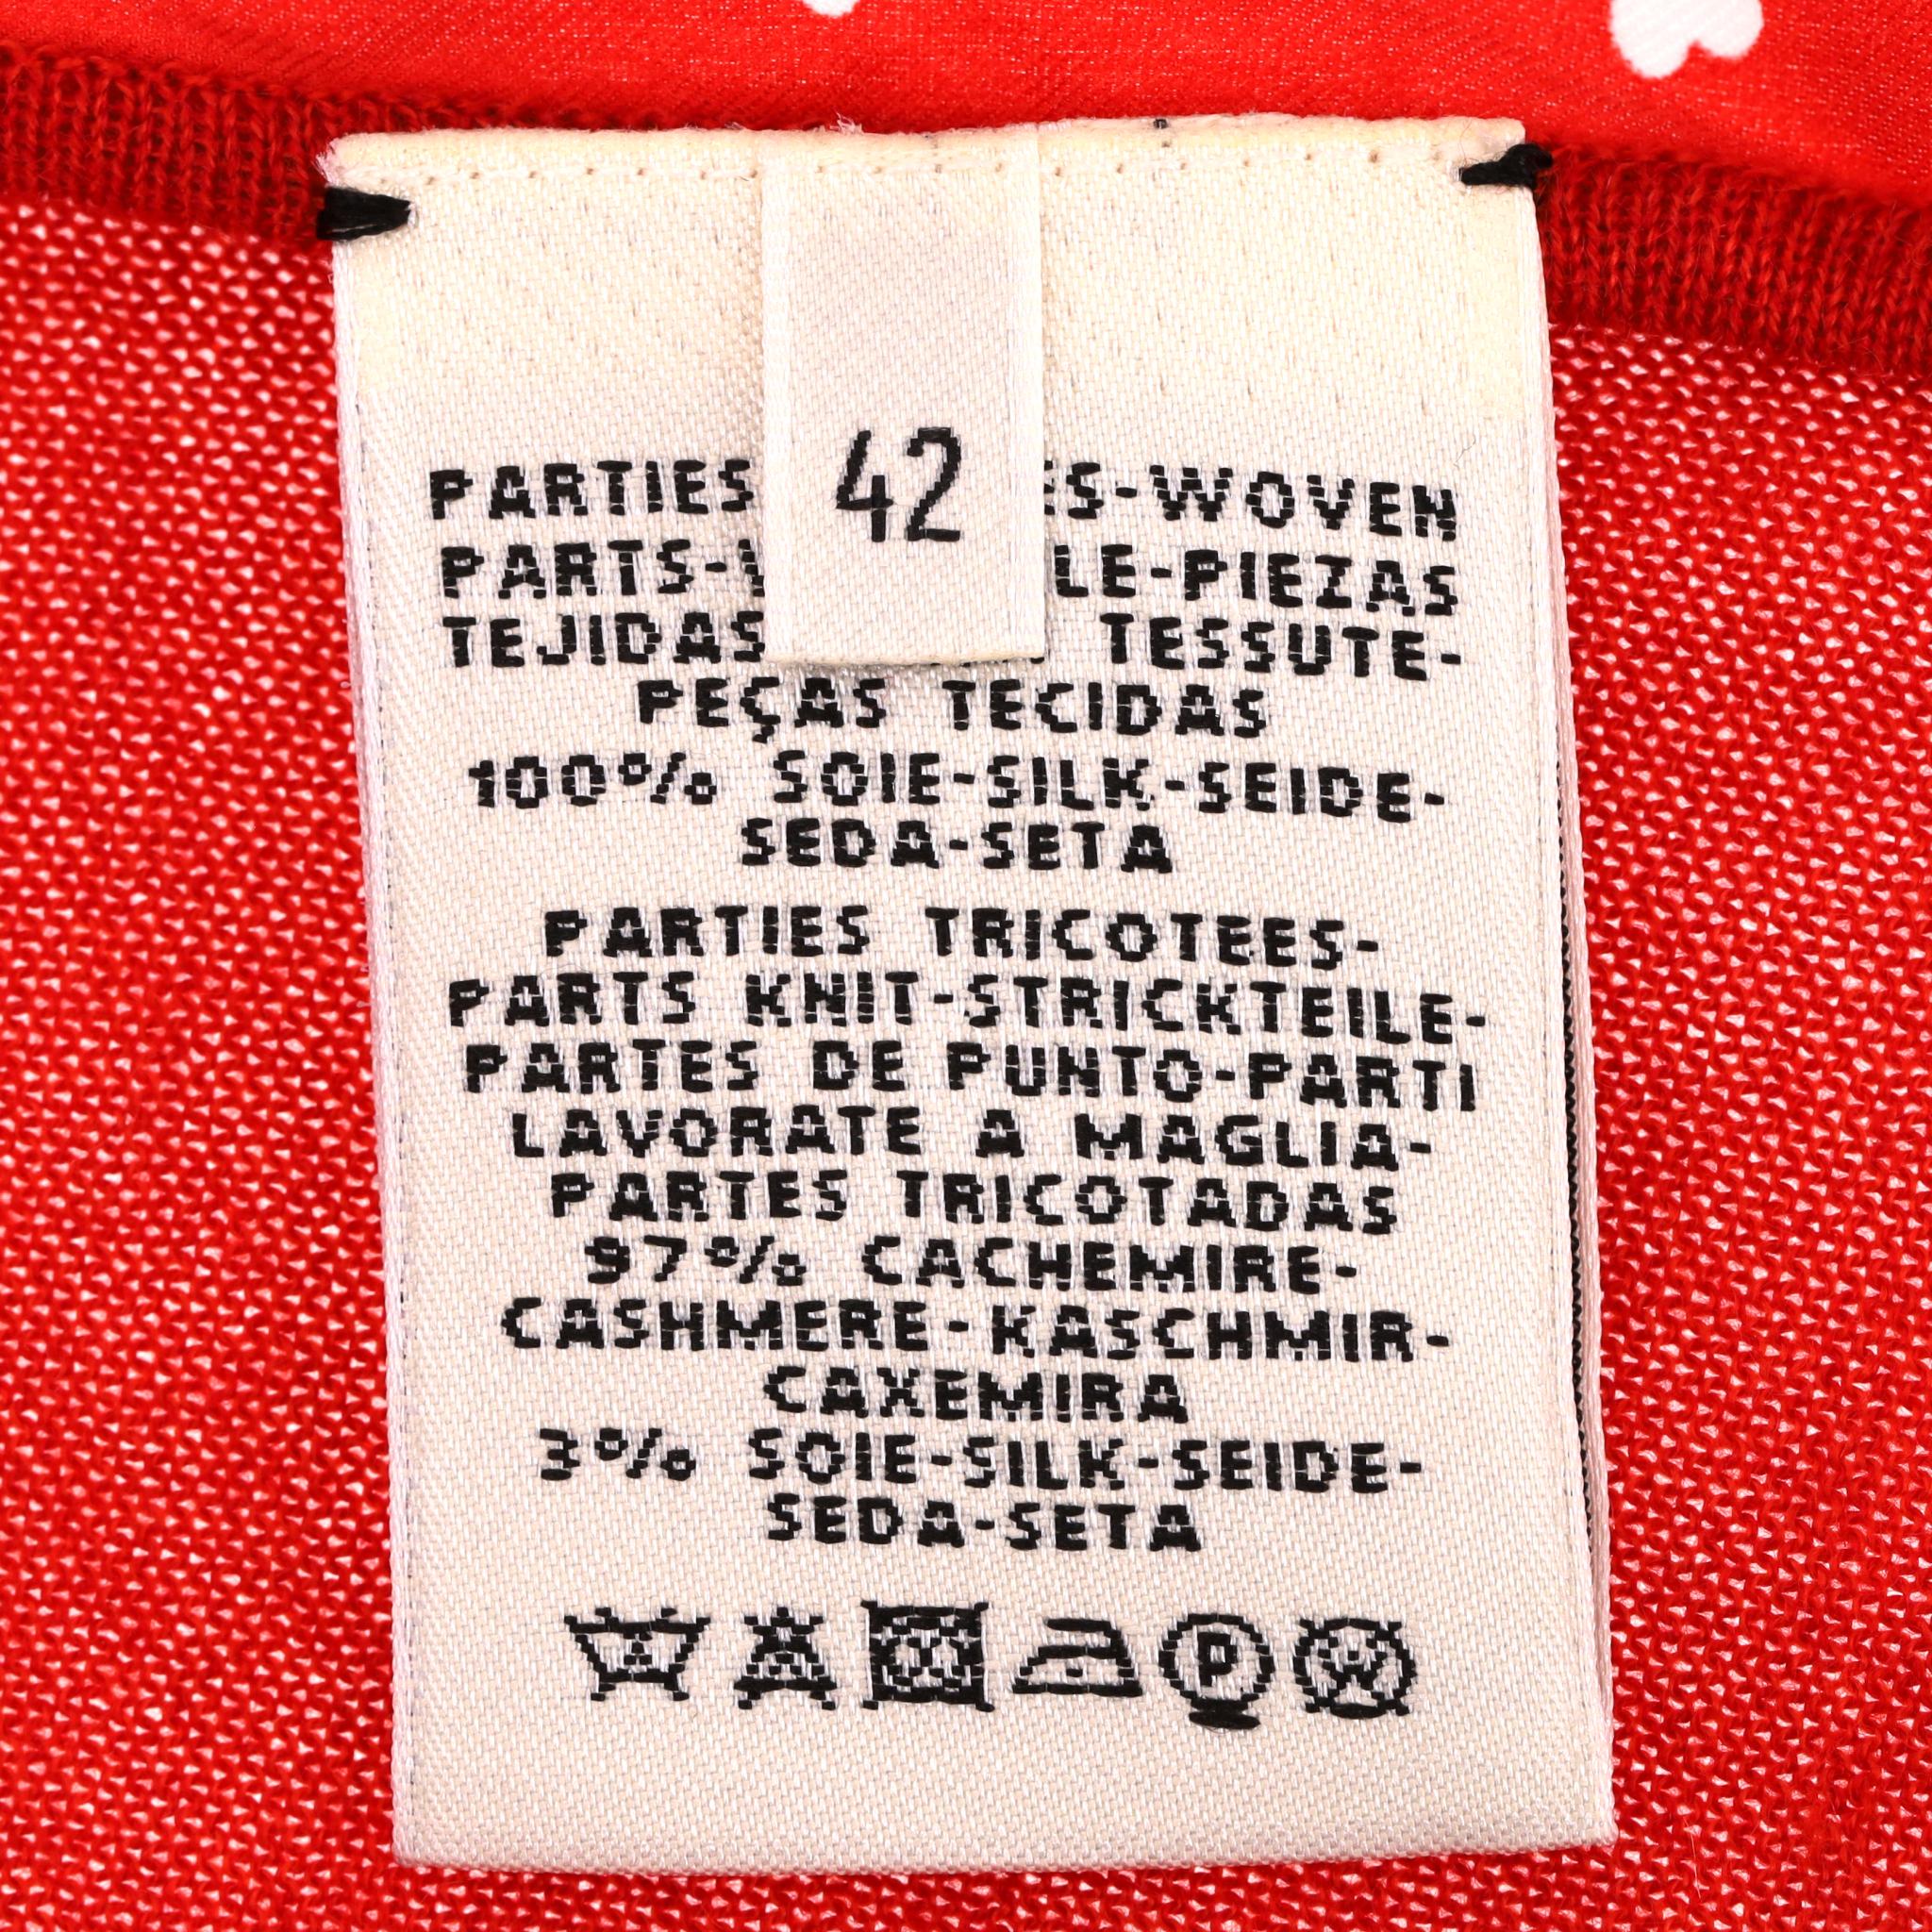 42
PARTIES WOVEN
PARTS- -PIEZAS
TEJIDAS TESSUTE-
PEÇAS TECIDAS
100% SOIE-SILK-SEIDE-
SEDA-SETA
PARTIES TRICOTEES-
PARTS KNIT-STRICKTEILE-
PARTES DE PUNTO-PARTI
LAVORATE A MAGLIA-
PARTES TRICOTADAS
97% CACHEMIRE-
CASHMERE-KASCHMIR-
CAXEMIRA
3% SOIE-SILK-SEIDE-
SEDA-SETA
P
W